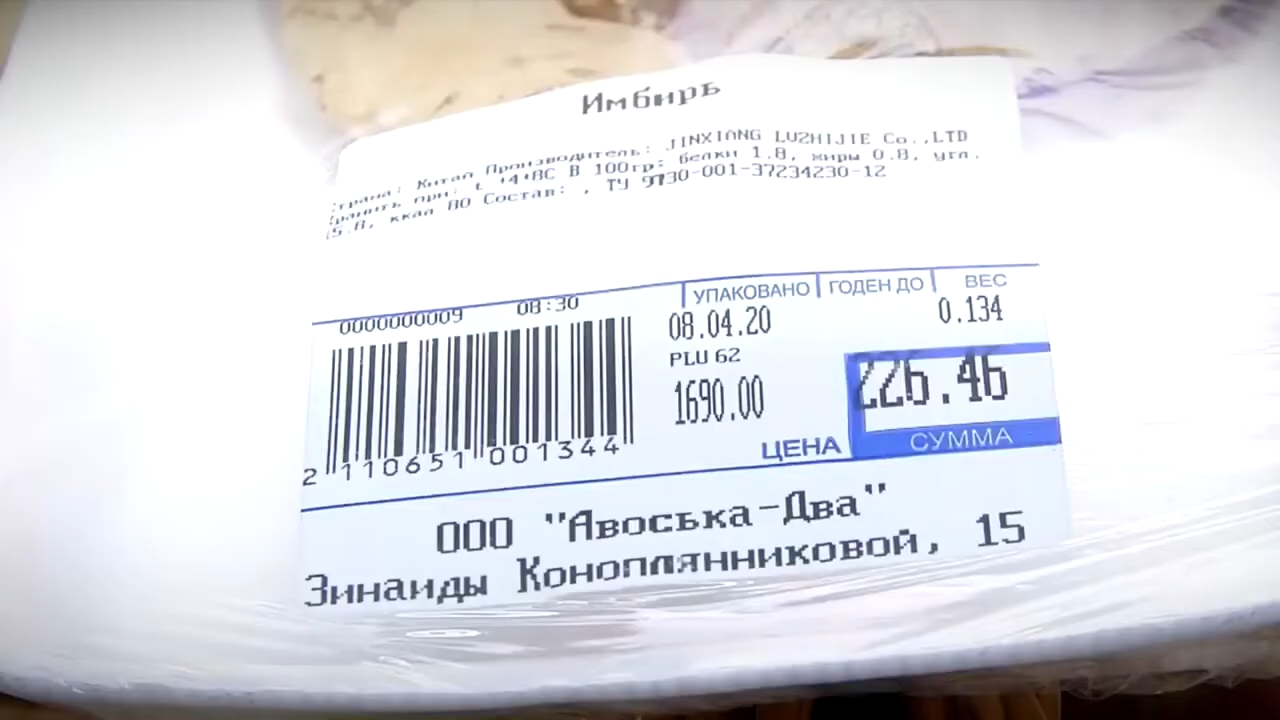 Имбирь
Страна: Китай Производитель: JINXIANG LUZHIJIE Co.,LTD
Хранить при: t +4+8C В 100гр: белки 1.8, жиры 0.8, угл.
15.8, ккал 80 Состав: , ТУ 9730-001-37234230-12
0000000009 08:30
УПАКОВАНО ГОДЕН ДО ВЕС
08.04.20 0.134
PLU 62
1690.00 226.46
ЦЕНА СУММА
2 110651 001344
ООО "Авоська-Два"
Зинаиды Коноплянниковой, 15